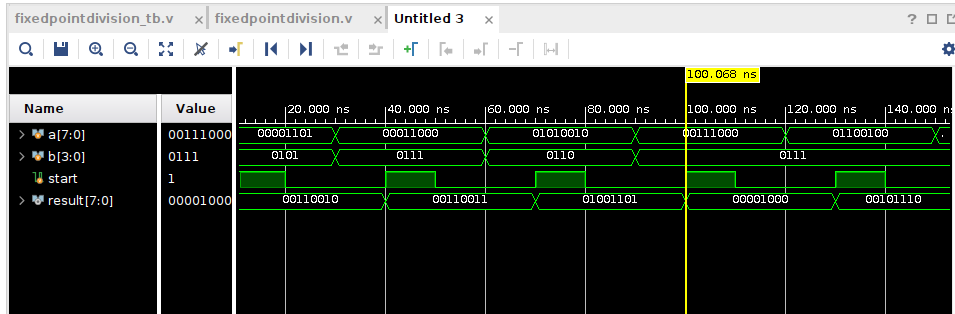 fixedpointdivision_tb.v × fixedpointdivision.v × Untitled 3 × ?
100.068 ns
Name Value 20.000 ns 40.000 ns 60.000 ns 80.000 ns 100.000 ns 120.000 ns 140.000 ns
a[7:0] 00111000 00001101 00011000 01010010 00111000 01100100
b[3:0] 0111 0101 0111 0110 0111
start 1
result[7:0] 00001000 00110010 00110011 01001101 00001000 00101110